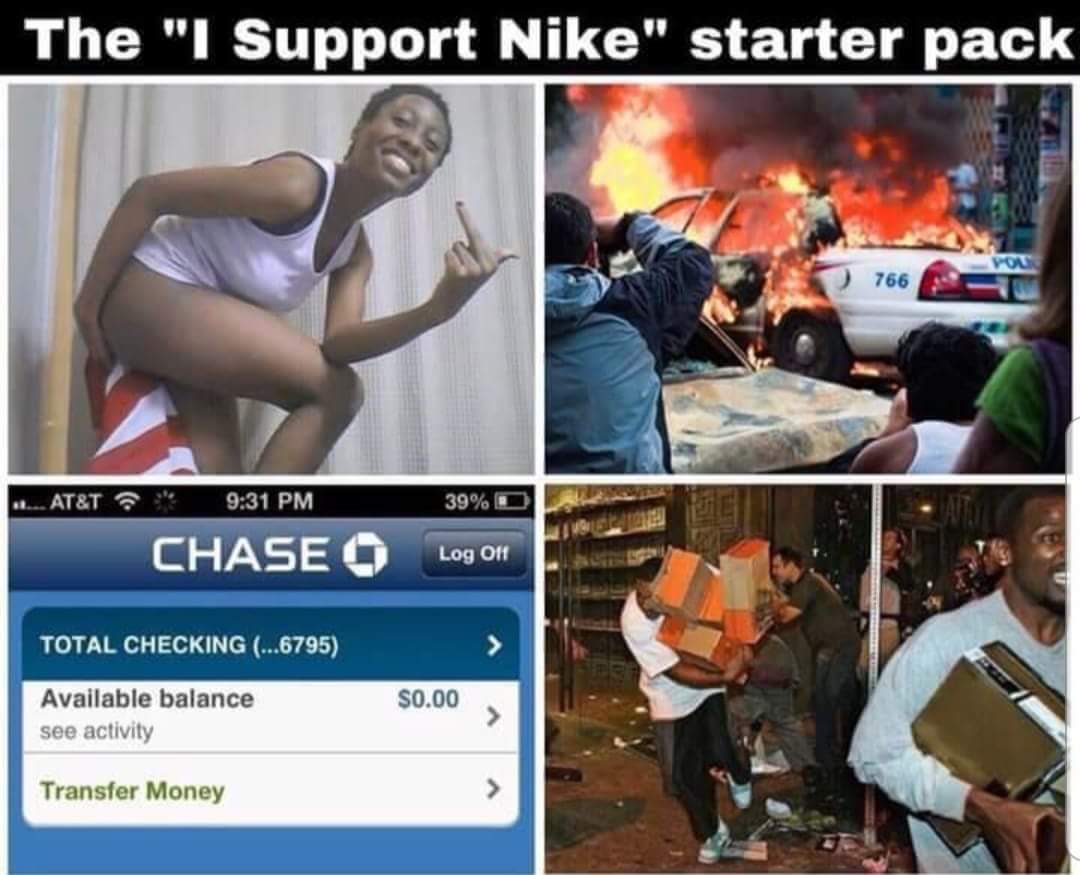 The "I Support Nike" starter pack
766
POLI
AT&T 9:31 PM 39%
CHASE Log Off
TOTAL CHECKING (...6795)
Available balance $0.00
see activity
Transfer Money